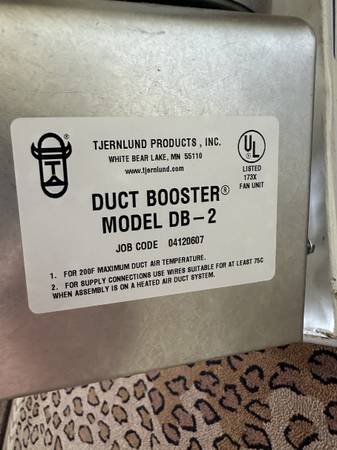 TJERNLUND PRODUCTS, INC.
WHITE BEAR LAKE, MN 55110
www.tjernlund.com
UL
®
LISTED
173X
FAN UNIT
DUCT BOOSTER®
MODEL DB-2
JOB CODE 04120607
1. FOR 200F MAXIMUM DUCT AIR TEMPERATURE.
2. FOR SUPPLY CONNECTIONS USE WIRES SUITABLE FOR AT LEAST 75C
WHEN ASSEMBLY IS ON A HEATED AIR DUCT SYSTEM.